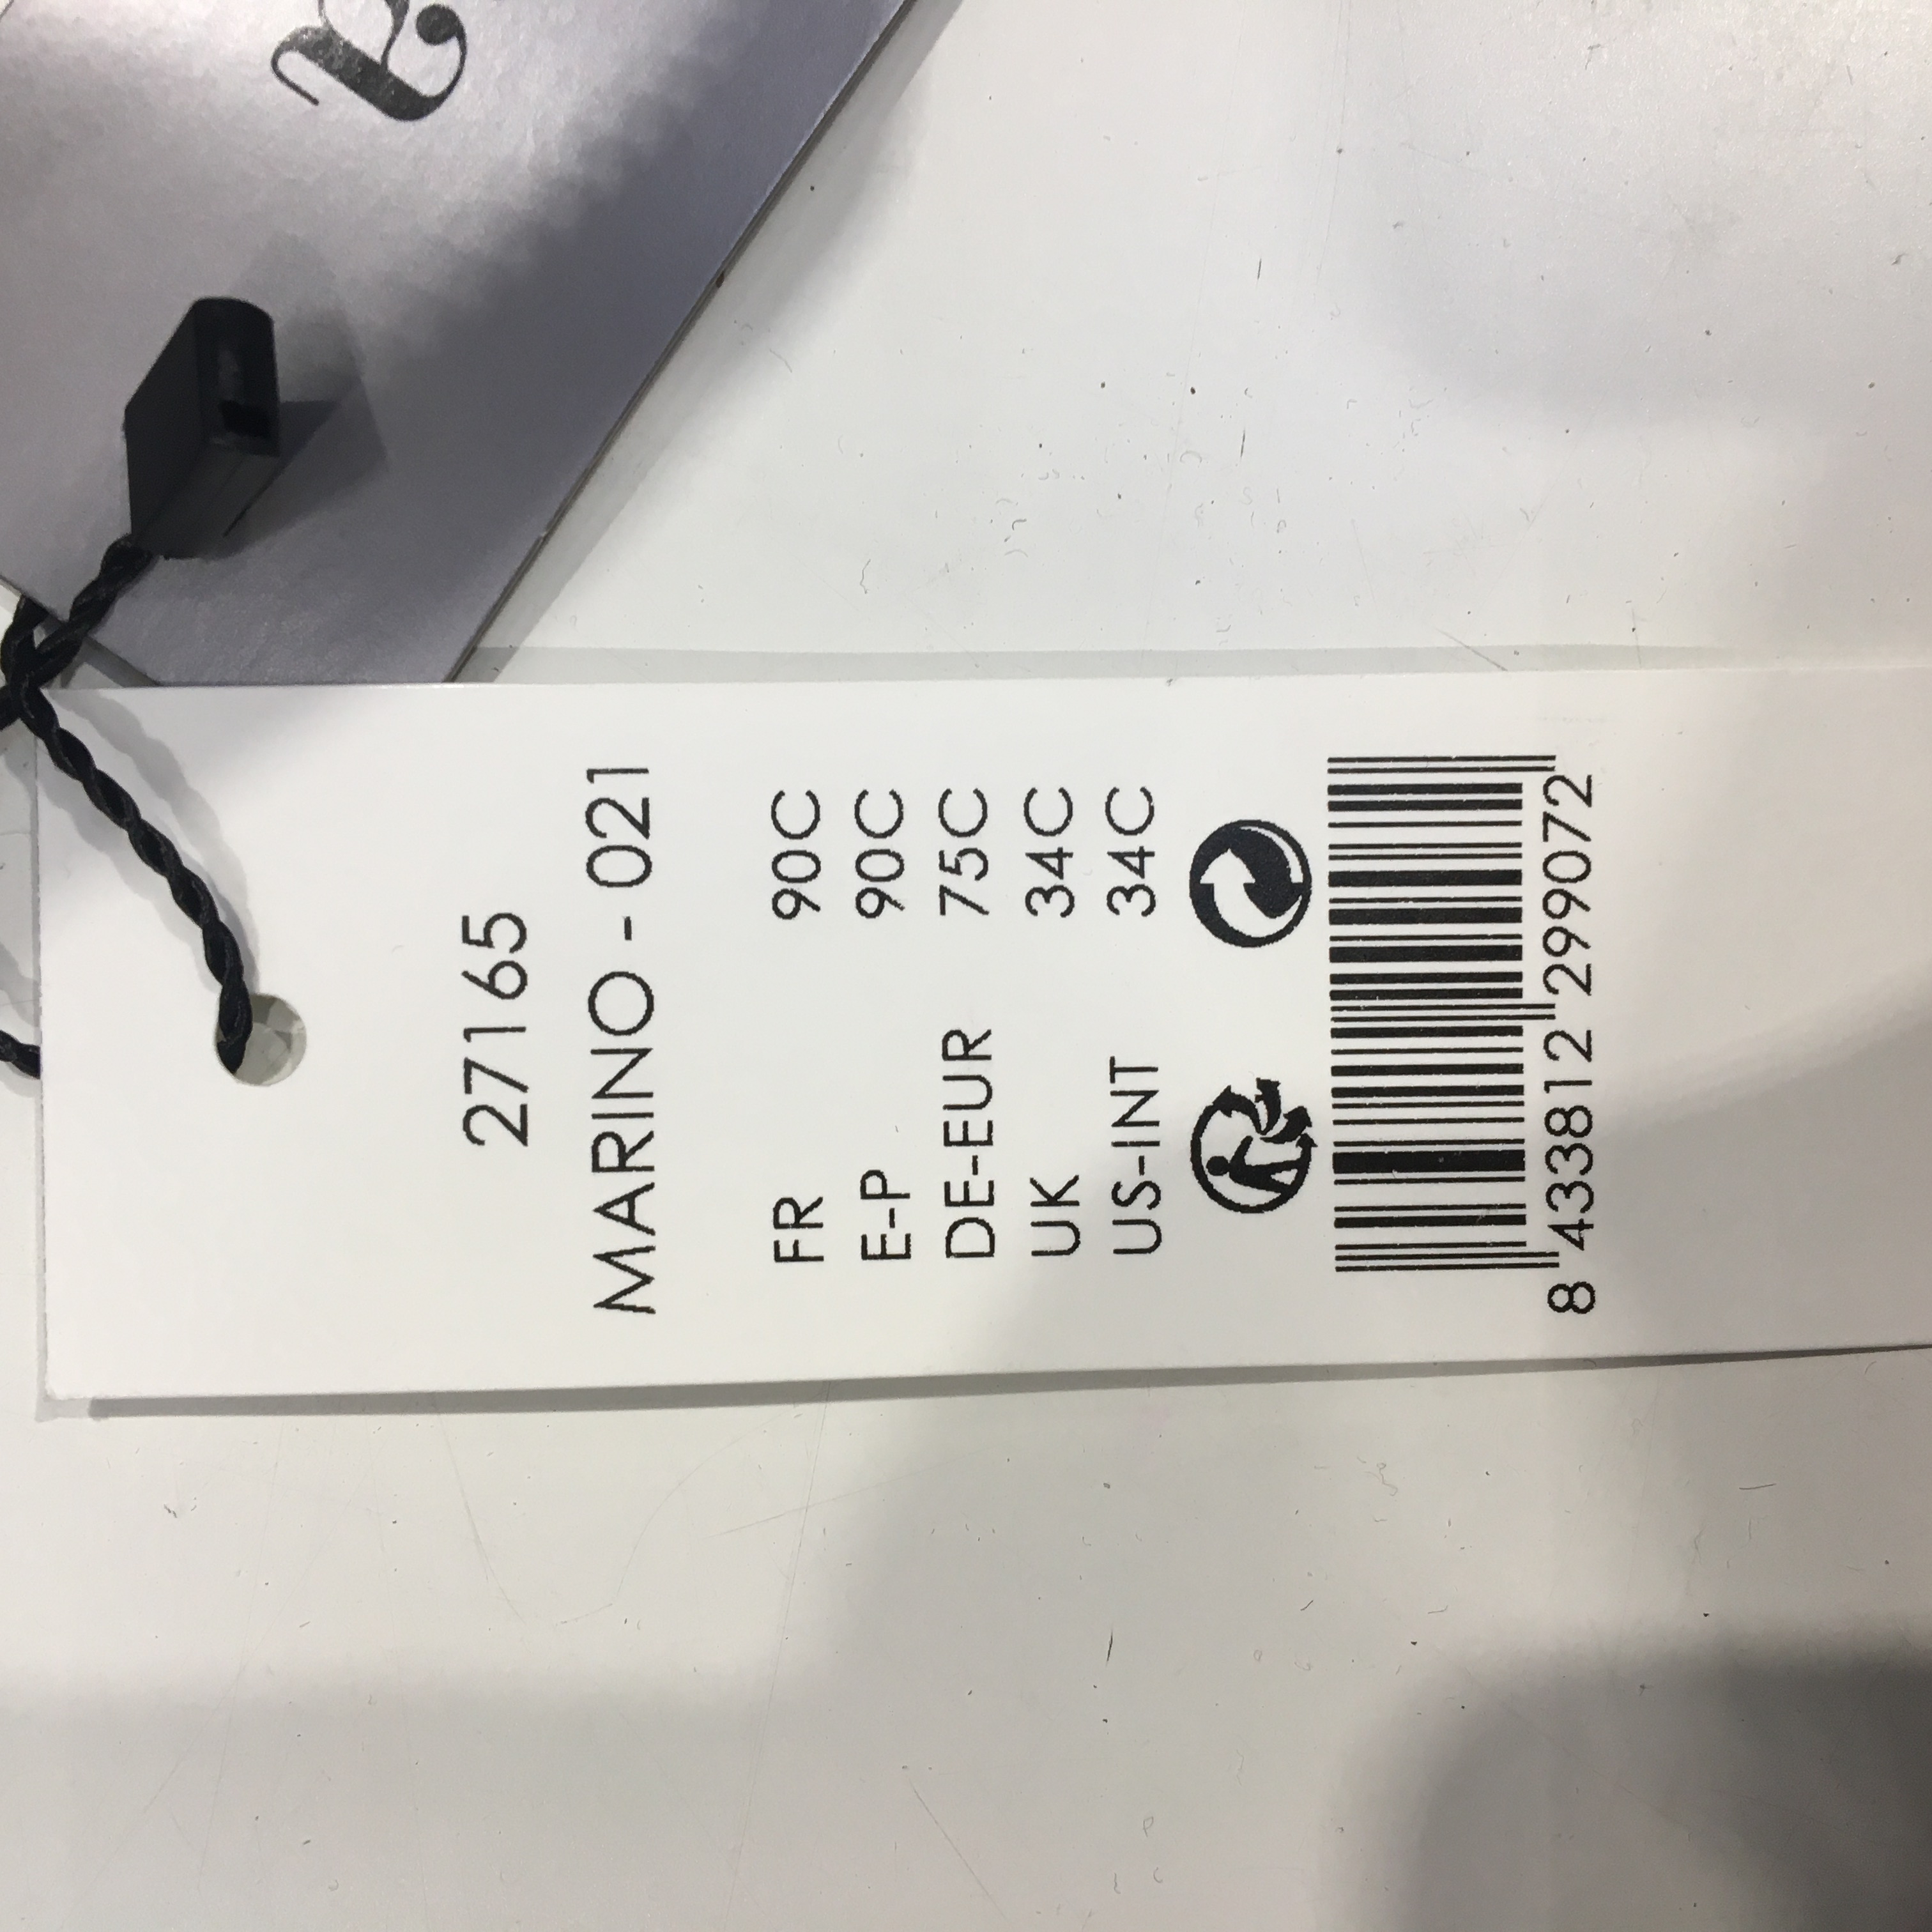 27165
MARINO - 021
FR 90C
E-P 90C
DE-EUR 75C
UK 34C
US-INT 34C
8 433812 299072